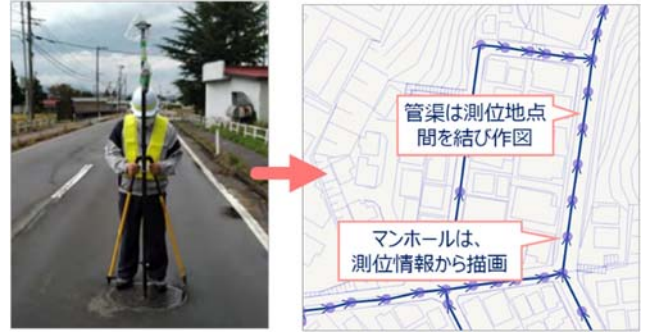 管渠は測位地点
間を結び作図
マンホールは、
測位情報から描画